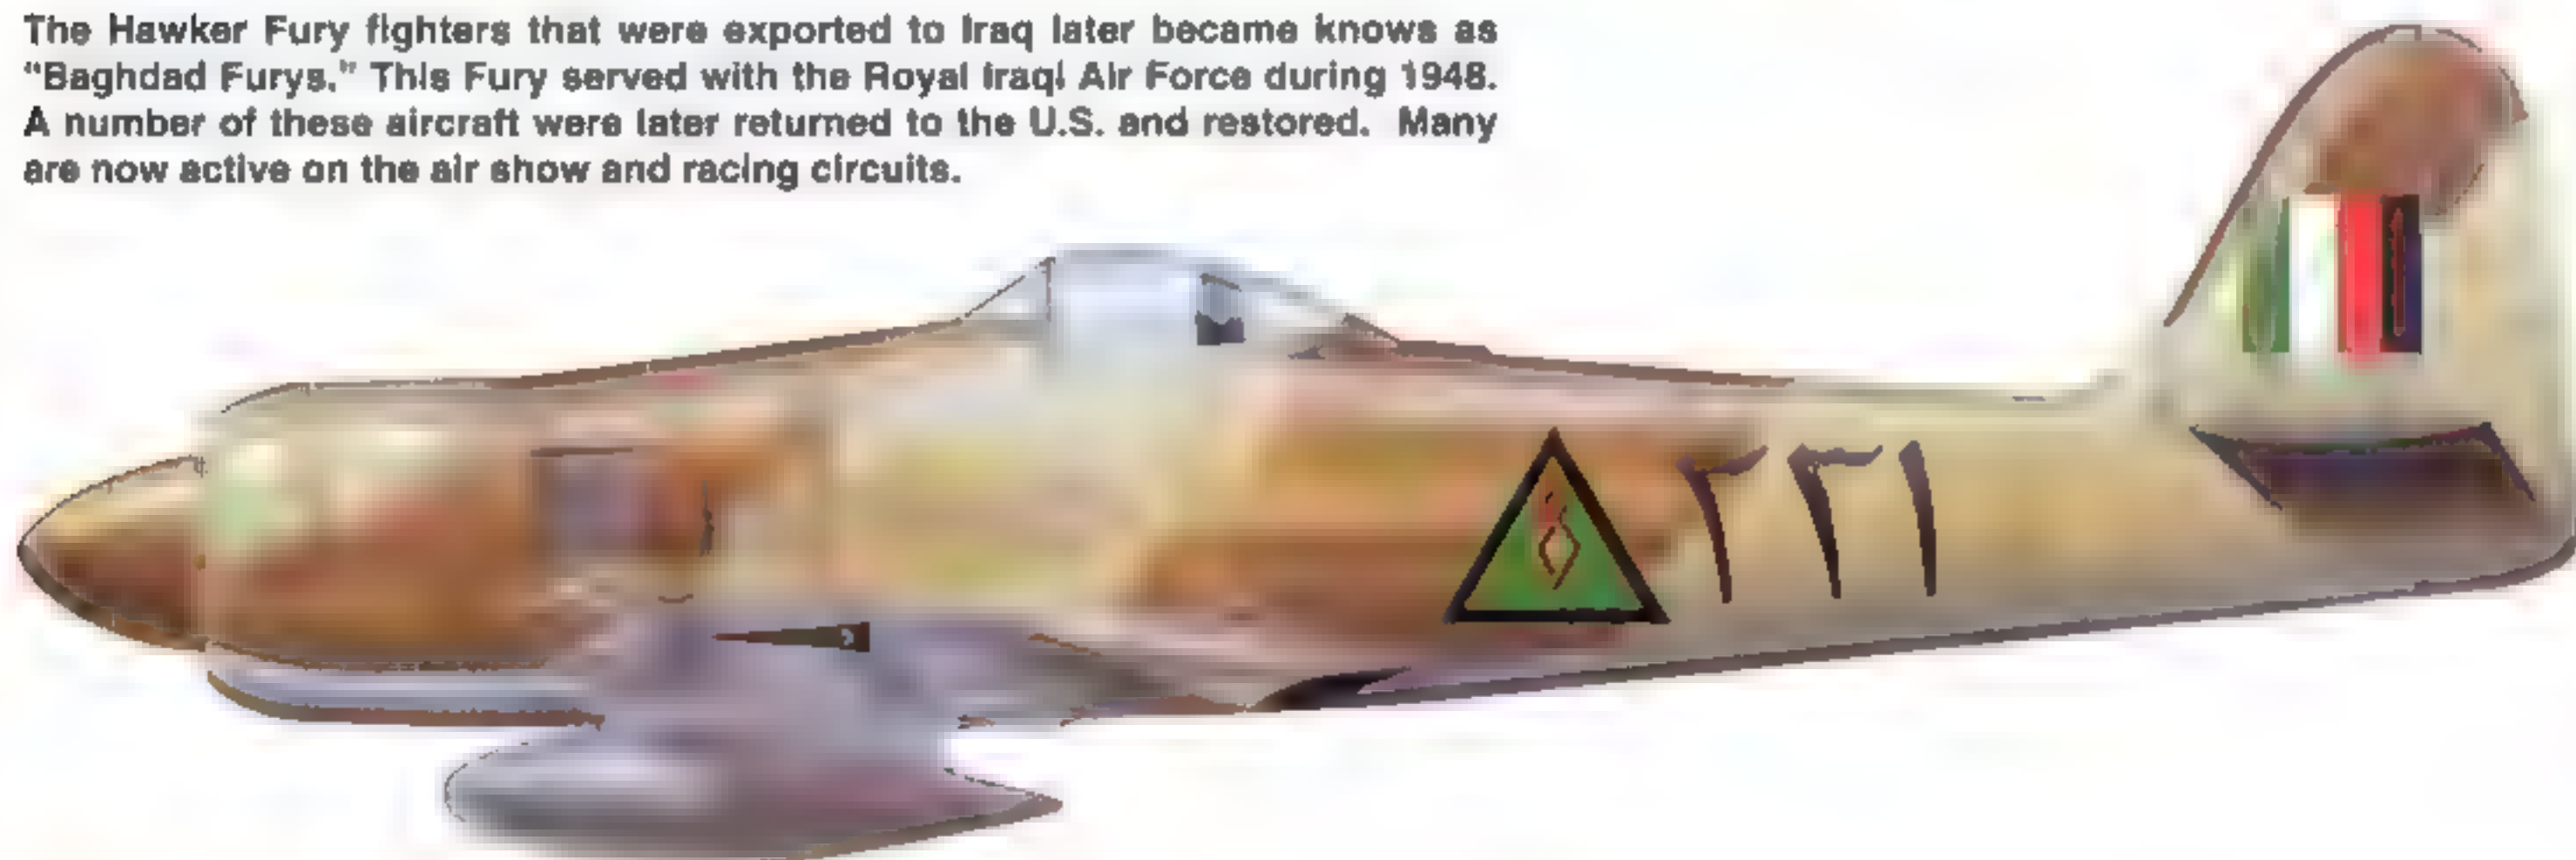 The Hawker Fury fighters that were exported to Iraq later became knows as
“Baghdad Furys.” This Fury served with the Royal Iraqi Air Force during 1948.
A number of these aircraft were later returned to the U.S. and restored. Many
are now active on the air show and racing circuits.
٢٢١